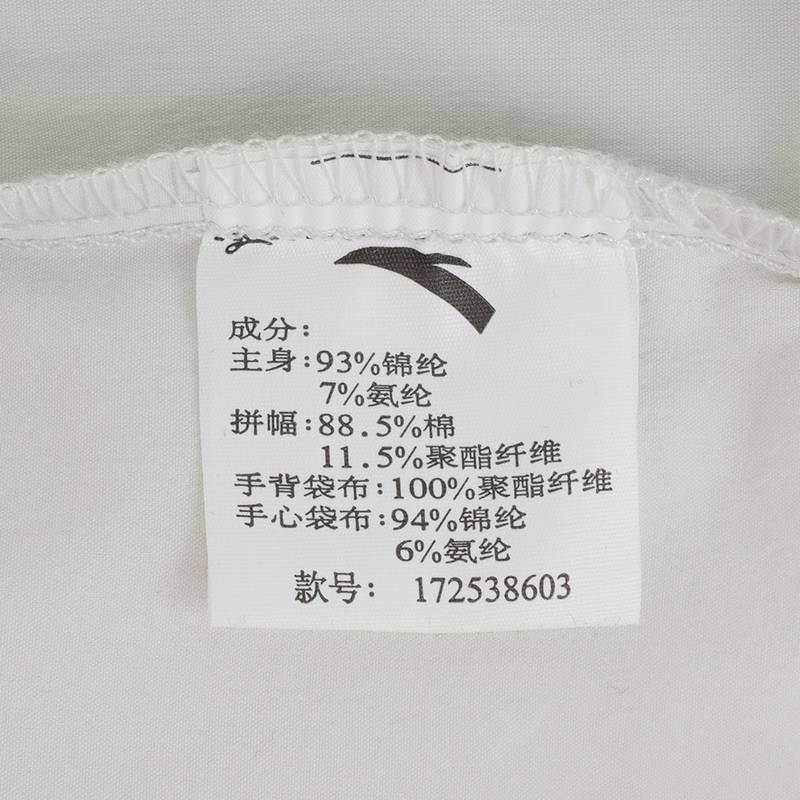 成分:
主身:93%锦纶
7%氨纶
拼幅:88.5%棉
11.5%聚酯纤维
手背袋布:100%聚酯纤维
手心袋布:94%锦纶
6%氨纶
款号: 172538603